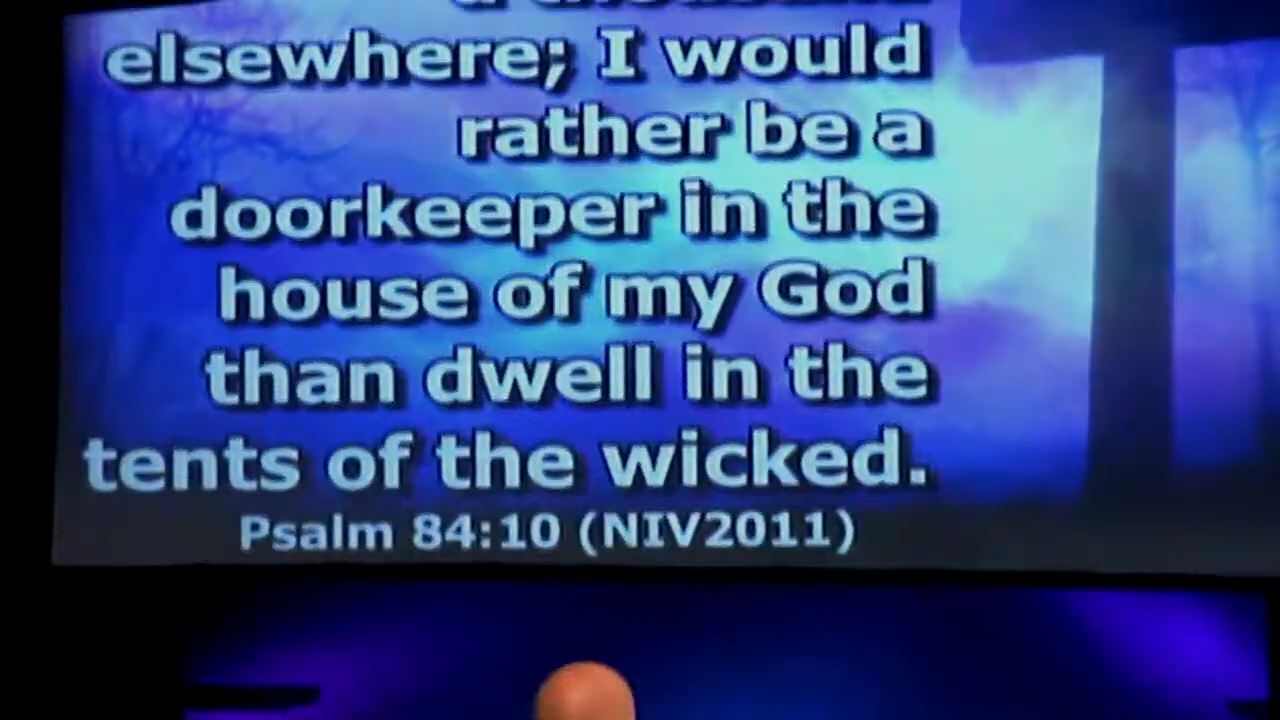 elsewhere; I would
rather be a
doorkeeper in the
house of my God
than dwell in the
tents of the wicked.
Psalm 84:10 (NIV2011)